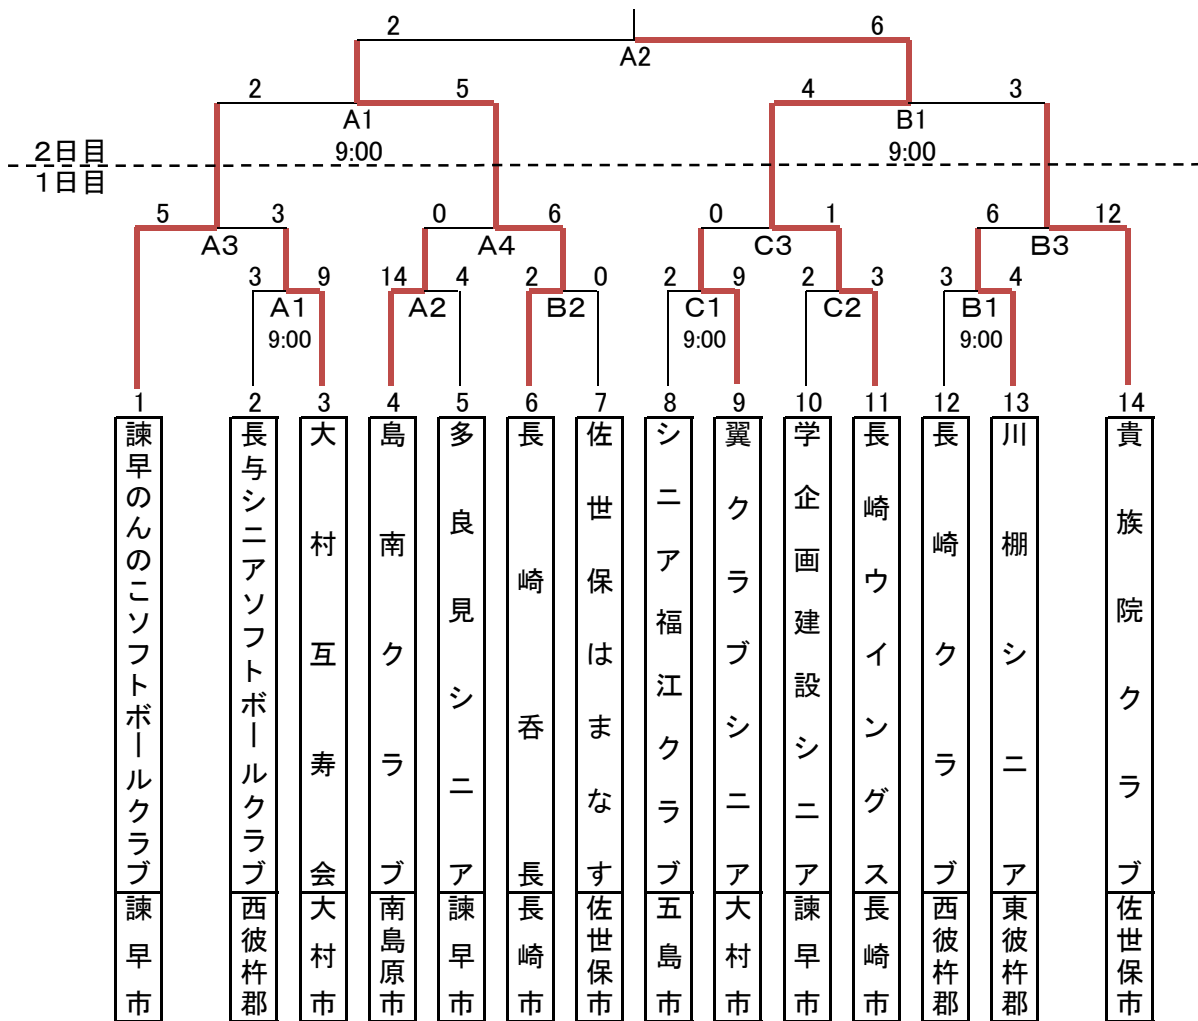 2 6
A2
2 5 4 3
A1 B1
2日目 9:00 9:00
1日目
5 3 0 6 0 1 6 12
A3 A4 C3 B3
3 9 14 4 2 0 2 9 2 3 3 4
A1 A2 B2 C1 C2 B1
9:00 9:00 9:00
1 2 3 4 5 6 7 8 9 10 11 12 13 14
諫早のんのこソフトボールクラブ
諫早市
長与シニアソフトボールクラブ
西彼杵郡
大村互寿会
大村市
島南クラブ
南島原市
多良見シニア
諫早市
長崎呑長
長崎市
佐世保はまなす
佐世保市
シニア福江クラブ
五島市
翼クラブシニア
大村市
学企画建設シニア
諫早市
長崎ウイングス
長崎市
長崎クラブ
西彼杵郡
川棚シニア
東彼杵郡
貴族院クラブ
佐世保市